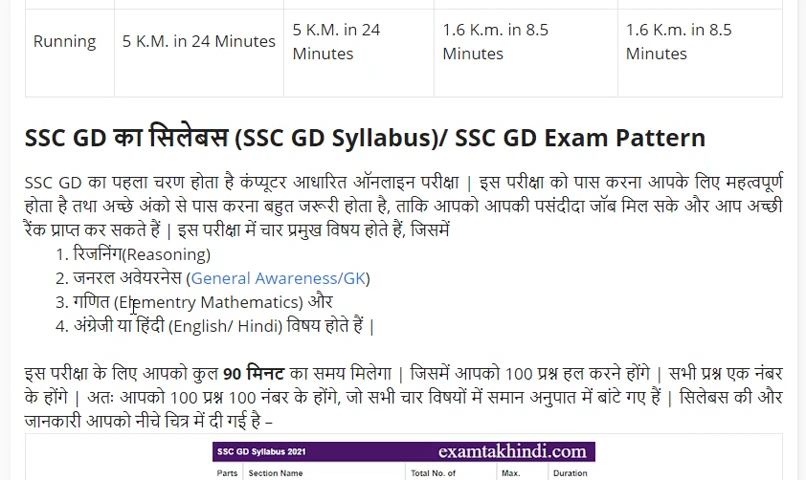 Running 5 K.M. in 24 Minutes 5 K.M. in 24 Minutes 1.6 K.m. in 8.5 Minutes 1.6 K.m. in 8.5 Minutes
SSC GD का सिलेबस (SSC GD Syllabus)/ SSC GD Exam Pattern
SSC GD का पहला चरण होता है कंप्यूटर आधारित ऑनलाइन परीक्षा | इस परीक्षा को पास करना आपके लिए महत्वपूर्ण
होता है तथा अच्छे अंको से पास करना बहुत जरूरी होता है, ताकि आपको आपकी पसंदीदा जॉब मिल सके और आप अच्छी
रैंक प्राप्त कर सकते हैं | इस परीक्षा में चार प्रमुख विषय होते हैं, जिसमें
1. रिजनिंग(Reasoning)
2. जनरल अवेयरनेस (General Awareness/GK)
3. गणित (Elementry Mathematics) और
4. अंग्रेजी या हिंदी (English/ Hindi) विषय होते हैं |
इस परीक्षा के लिए आपको कुल 90 मिनट का समय मिलेगा | जिसमें आपको 100 प्रश्न हल करने होंगे | सभी प्रश्न एक नंबर
के होंगे | अतः आपको 100 प्रश्न 100 नंबर के होंगे, जो सभी चार विषयों में समान अनुपात में बांटे गए हैं | सिलेबस की और
जानकारी आपको नीचे चित्र में दी गई है –
SSC GD Syllabus 2021 examtakhindi.com
Parts Section Name Total No. of Max. Duration